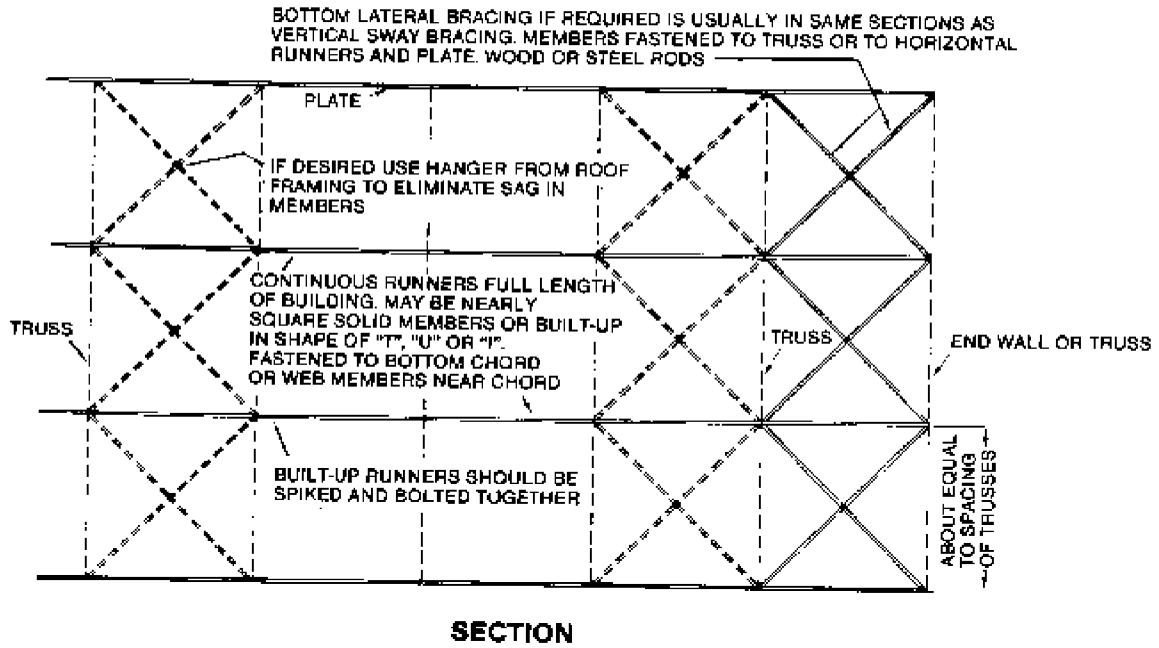 BOTTOM LATERAL BRACING IF REQUIRED IS USUALLY IN SAME SECTIONS AS
VERTICAL SWAY BRACING. MEMBERS FASTENED TO TRUSS OR TO HORIZONTAL
RUNNERS AND PLATE. WOOD OR STEEL RODS
PLATE
IF DESIRED USE HANGER FROM ROOF
FRAMING TO ELIMINATE SAG IN
MEMBERS
CONTINUOUS RUNNERS FULL LENGTH
OF BUILDING. MAY BE NEARLY
SQUARE SOLID MEMBERS OR BUILT-UP
IN SHAPE OF "T", "U" OR "I".
FASTENED TO BOTTOM CHORD
OR WEB MEMBERS NEAR CHORD
TRUSS
TRUSS
END WALL OR TRUSS
BUILT-UP RUNNERS SHOULD BE
SPIKED AND BOLTED TOGETHER
ABOUT EQUAL
TO SPACING
OF TRUSSES
SECTION